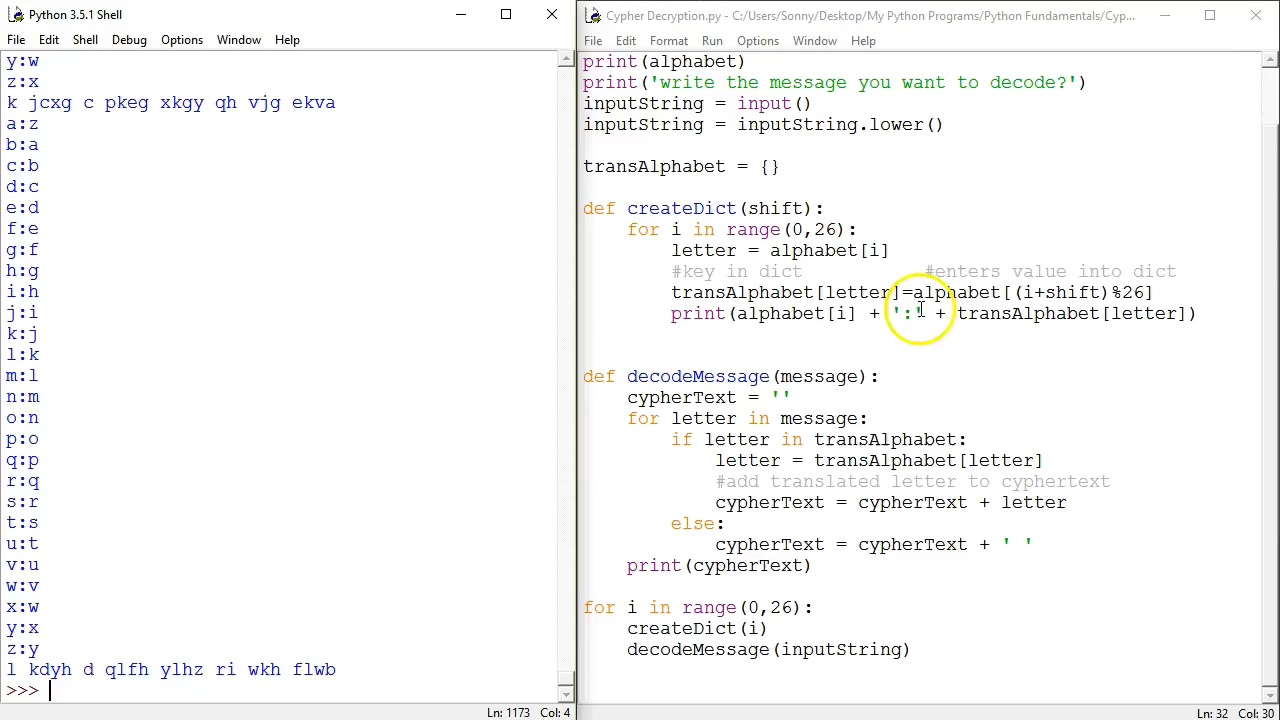 Python 3.5.1 Shell
File Edit Shell Debug Options Window Help
y:w
z:x
k jcxg c pkeg xkgy qh vjg ekva
a:z
b:a
c:b
d:c
e:d
f:e
g:f
h:g
i:h
j:i
k:j
l:k
m:l
n:m
o:n
p:o
q:p
r:q
s:r
t:s
u:t
v:u
w:v
x:w
y:x
z:y
l kdyh d qlfh ylhz ri wkh flwb
>>>
Ln: 1173 Col: 4
Cypher Decryption.py - C:/Users/Sonny/Desktop/My Python Programs/Python Fundamentals/Cyp...
File Edit Format Run Options Window Help
print(alphabet)
print('write the message you want to decode?')
inputString = input()
inputString = inputString.lower()
transAlphabet = {}
def createDict(shift):
for i in range(0,26):
letter = alphabet[i]
#key in dict #enters value into dict
transAlphabet[letter]=alphabet[(i+shift)%26]
print(alphabet[i] + ':' + transAlphabet[letter])
def decodeMessage(message):
cypherText = ''
for letter in message:
if letter in transAlphabet:
letter = transAlphabet[letter]
#add translated letter to cyphertext
cypherText = cypherText + letter
else:
cypherText = cypherText + ' '
print(cypherText)
for i in range(0,26):
createDict(i)
decodeMessage(inputString)
Ln: 32 Col: 30